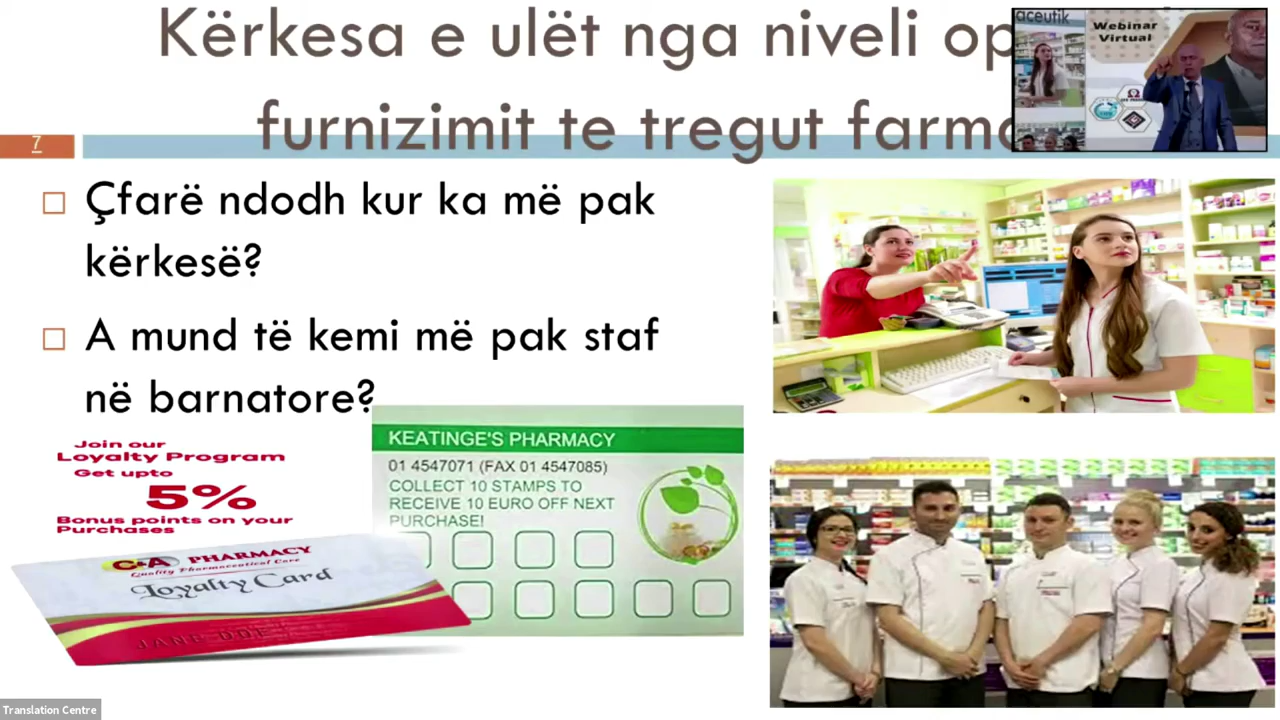 Kërkesa e ulët nga niveli
furnizimit te tregut
aceutik
Webinar
Virtual
7
Çfarë ndodh kur ka më pak
kërkesë?
A mund të kemi më pak staf
në barnatore?
Join our
Loyalty Program
Get upto
5%
Bonus points on your
Purchases
C+A PHARMACY
Quality Pharmaceutical Care
Loyalty Card
JANE DOE
KEATINGE'S PHARMACY
01 4547071 (FAX 01 4547085)
COLLECT 10 STAMPS TO
RECEIVE 10 EURO OFF NEXT
PURCHASE!
Translation Centre